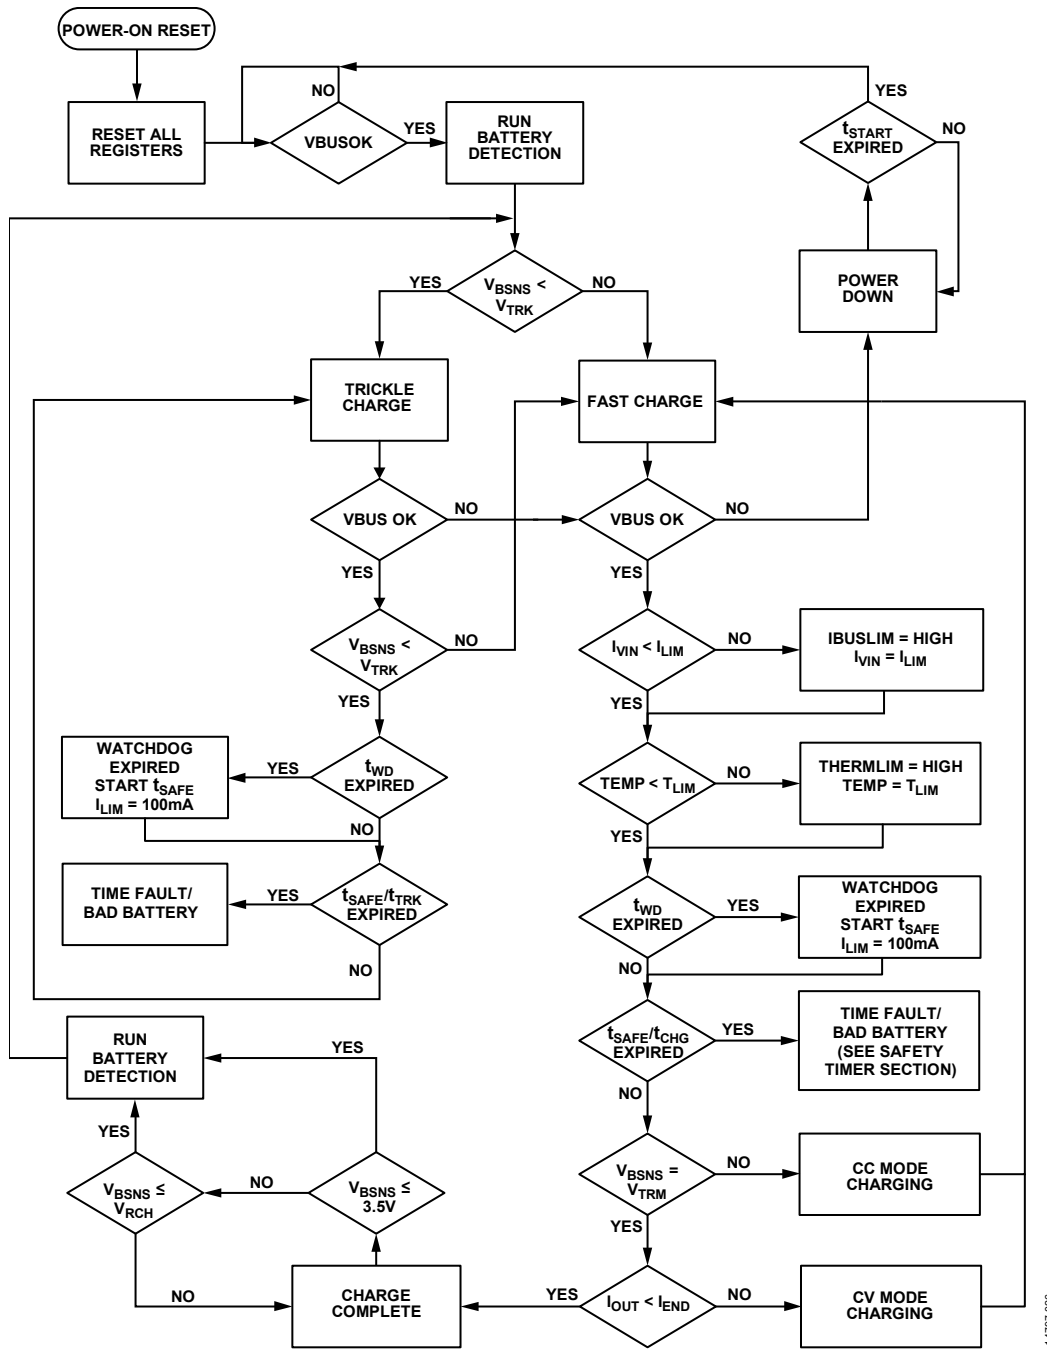 POWER-ON RESET
RESET ALL
REGISTERS
NO
VBUSOK
YES
RUN
BATTERY
DETECTION
YES
tSTART
EXPIRED
NO
POWER
DOWN
YES
VBSNS <
VTRK
NO
TRICKLE
CHARGE
FAST CHARGE
VBUS OK
NO
YES
VBUS OK
NO
YES
VBSNS <
VTRK
NO
YES
IVIN < ILIM
NO
YES
IBUSLIM = HIGH
IVIN = ILIM
WATCHDOG
EXPIRED
START tSAFE
ILIM = 100mA
YES
tWD
EXPIRED
NO
TEMP < TLIM
NO
YES
THERMLIM = HIGH
TEMP = TLIM
TIME FAULT/
BAD BATTERY
YES
tSAFE/tTRK
EXPIRED
NO
tWD
EXPIRED
YES
NO
WATCHDOG
EXPIRED
START tSAFE
ILIM = 100mA
tSAFE/tCHG
EXPIRED
YES
NO
TIME FAULT/
BAD BATTERY
(SEE SAFETY
TIMER SECTION)
RUN
BATTERY
DETECTION
YES
YES
VBSNS ≤
VRCH
NO
VBSNS ≤
3.5V
NO
CHARGE
COMPLETE
VBSNS =
VTRM
NO
YES
CC MODE
CHARGING
YES
IOUT < IEND
NO
CV MODE
CHARGING